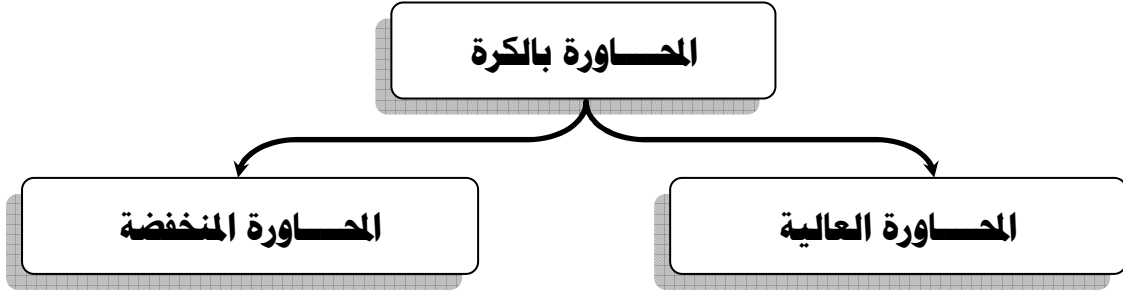 المحاورة بالكرة
المحاورة العالية
المحاورة المنخفضة